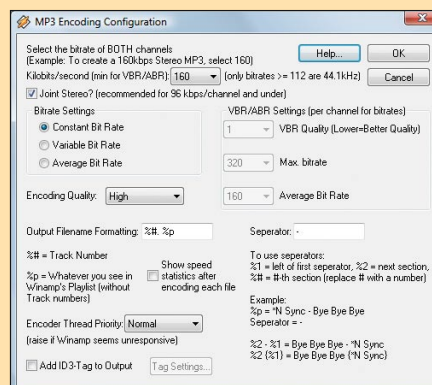 MP3 Encoding Configuration
Select the bitrate of BOTH channels
(Example: To create a 160kbps Stereo MP3, select 160)
Help...
OK
Kilobits/second (min for VBR/ABR): 160 (only bitrates >= 112 are 44.1kHz)
Cancel
Joint Stereo? (recommended for 96 kbps/channel and under)
Bitrate Settings
Constant Bit Rate
Variable Bit Rate
Average Bit Rate
VBR/ABR Settings (per channel for bitrates)
1 VBR Quality (Lower=Better Quality)
320 Max. bitrate
160 Average Bit Rate
Encoding Quality: High
Output Filename Formatting: %#. %p
Seperator: -
%# = Track Number
%p = Whatever you see in
Winamp's Playlist (without
Track numbers)
Show speed
statistics after
encoding each file
To use seperators:
%1 = left of first seperator, %2 = next section,
%# = #-th section (replace # with a number)
Example:
%p = *N Sync - Bye Bye Bye
Seperator = -
%2 - %1 = Bye Bye Bye - *N Sync
%2 (%1) = Bye Bye Bye (*N Sync)
Encoder Thread Priority: Normal
(raise if Winamp seems unresponsive)
Add ID3-Tag to Output
Tag Settings...